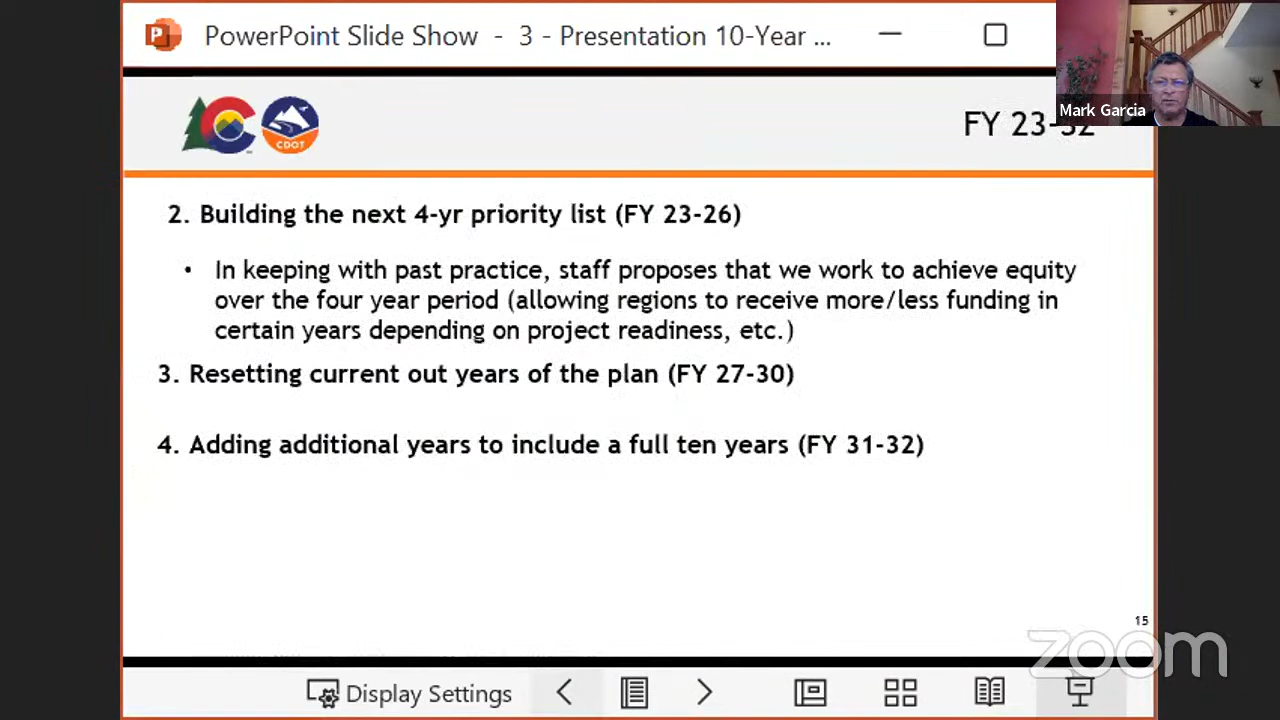 PowerPoint Slide Show - 3 - Presentation 10-Year ...
Mark Garcia
CDOT
FY 23-32
2. Building the next 4-yr priority list (FY 23-26)
• In keeping with past practice, staff proposes that we work to achieve equity
over the four year period (allowing regions to receive more/less funding in
certain years depending on project readiness, etc.)
3. Resetting current out years of the plan (FY 27-30)
4. Adding additional years to include a full ten years (FY 31-32)
15
zoom
Display Settings